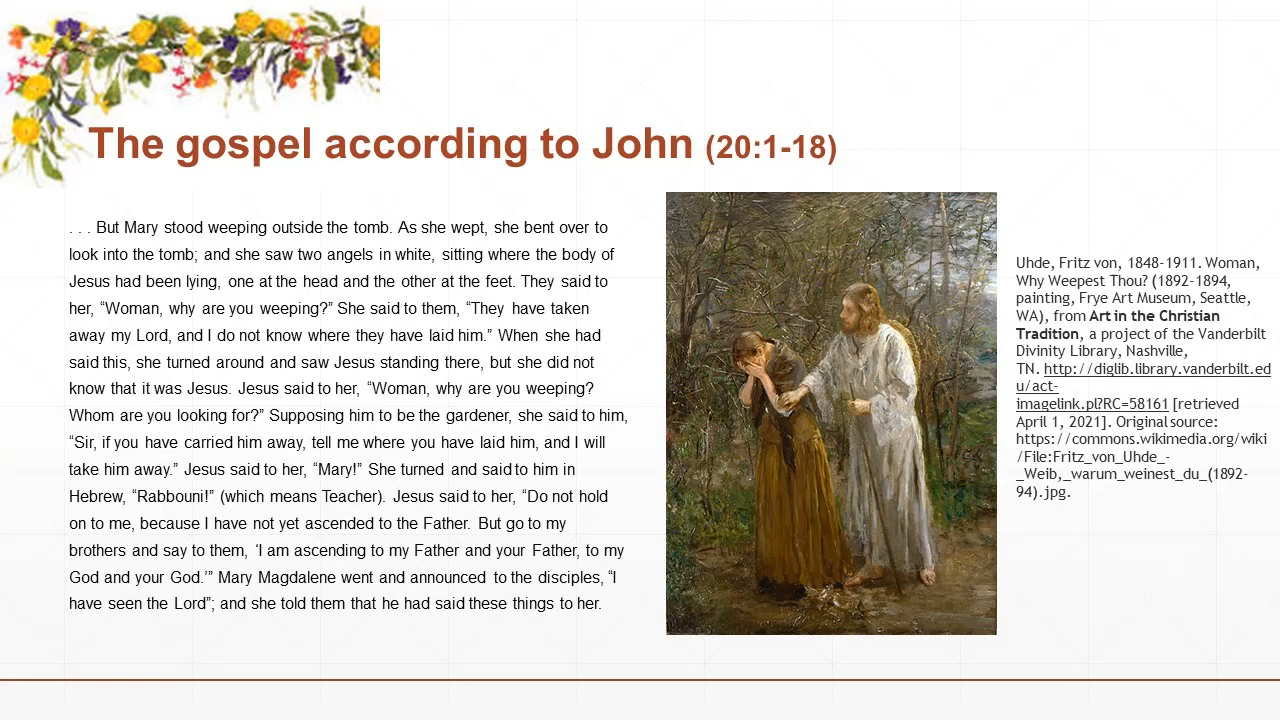 The gospel according to John (20:1-18)
. . . But Mary stood weeping outside the tomb. As she wept, she bent over to
look into the tomb; and she saw two angels in white, sitting where the body of
Jesus had been lying, one at the head and the other at the feet. They said to
her, “Woman, why are you weeping?” She said to them, “They have taken
away my Lord, and I do not know where they have laid him.” When she had
said this, she turned around and saw Jesus standing there, but she did not
know that it was Jesus. Jesus said to her, “Woman, why are you weeping?
Whom are you looking for?” Supposing him to be the gardener, she said to him,
“Sir, if you have carried him away, tell me where you have laid him, and I will
take him away.” Jesus said to her, “Mary!” She turned and said to him in
Hebrew, “Rabbouni!” (which means Teacher). Jesus said to her, “Do not hold
on to me, because I have not yet ascended to the Father. But go to my
brothers and say to them, ‘I am ascending to my Father and your Father, to my
God and your God.’” Mary Magdalene went and announced to the disciples, “I
have seen the Lord”; and she told them that he had said these things to her.
Uhde, Fritz von, 1848-1911. Woman,
Why Weepest Thou? (1892-1894,
painting, Frye Art Museum, Seattle,
WA), from Art in the Christian
Tradition, a project of the Vanderbilt
Divinity Library, Nashville,
TN. http://diglib.library.vanderbilt.ed
u/act-
imagelink.pl?RC=58161 [retrieved
April 1, 2021]. Original source:
https://commons.wikimedia.org/wiki
/File:Fritz_von_Uhde_-
_Weib,_warum_weinest_du_(1892-
94).jpg.